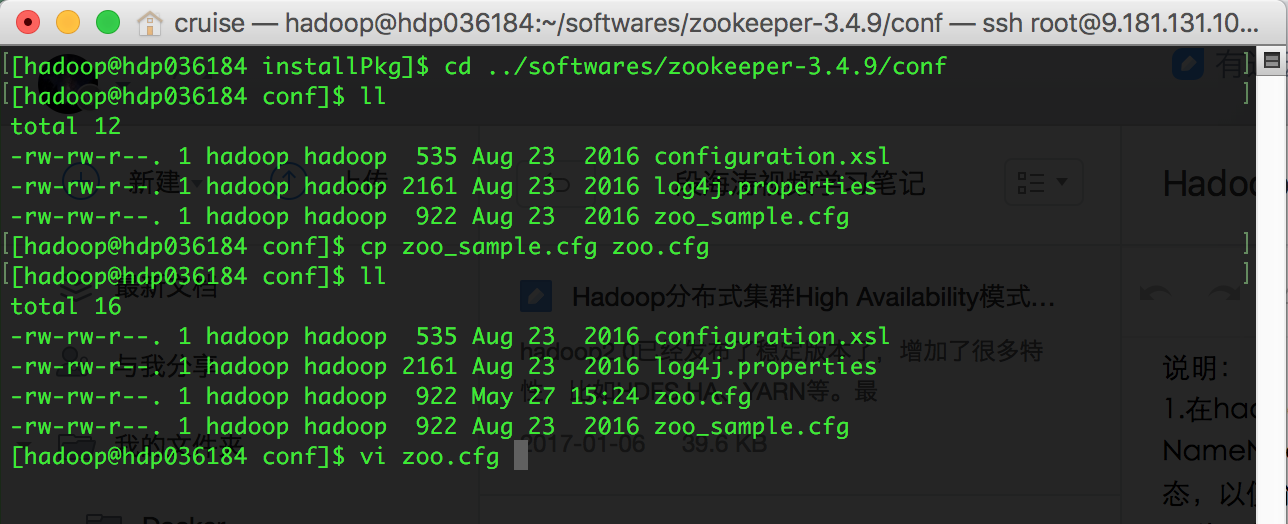 cruise — hadoop@hdp036184:~/softwares/zookeeper-3.4.9/conf — ssh root@9.181.131.10...
[hadoop@hdp036184 installPkg]$ cd ../softwares/zookeeper-3.4.9/conf
[hadoop@hdp036184 conf]$ ll
total 12
-rw-rw-r--. 1 hadoop hadoop  535 Aug 23  2016 configuration.xsl
-rw-rw-r--. 1 hadoop hadoop 2161 Aug 23  2016 log4j.properties
-rw-rw-r--. 1 hadoop hadoop  922 Aug 23  2016 zoo_sample.cfg
[hadoop@hdp036184 conf]$ cp zoo_sample.cfg zoo.cfg
[hadoop@hdp036184 conf]$ ll
total 16
-rw-rw-r--. 1 hadoop hadoop  535 Aug 23  2016 configuration.xsl
-rw-rw-r--. 1 hadoop hadoop 2161 Aug 23  2016 log4j.properties
-rw-rw-r--. 1 hadoop hadoop  922 May 27 15:24 zoo.cfg
-rw-rw-r--. 1 hadoop hadoop  922 Aug 23  2016 zoo_sample.cfg
[hadoop@hdp036184 conf]$ vi zoo.cfg
新建
上传
段海涛视频学习笔记
最新文档
与我分享
我的文件夹
Docker
Hadoop分布式集群High Availability模式...
hadoop2.0已经发布了稳定版本了，增加了很多特
性，比如HDFS HA、YARN等。最
2017-01-06 39.6 KB
说明：
1.在